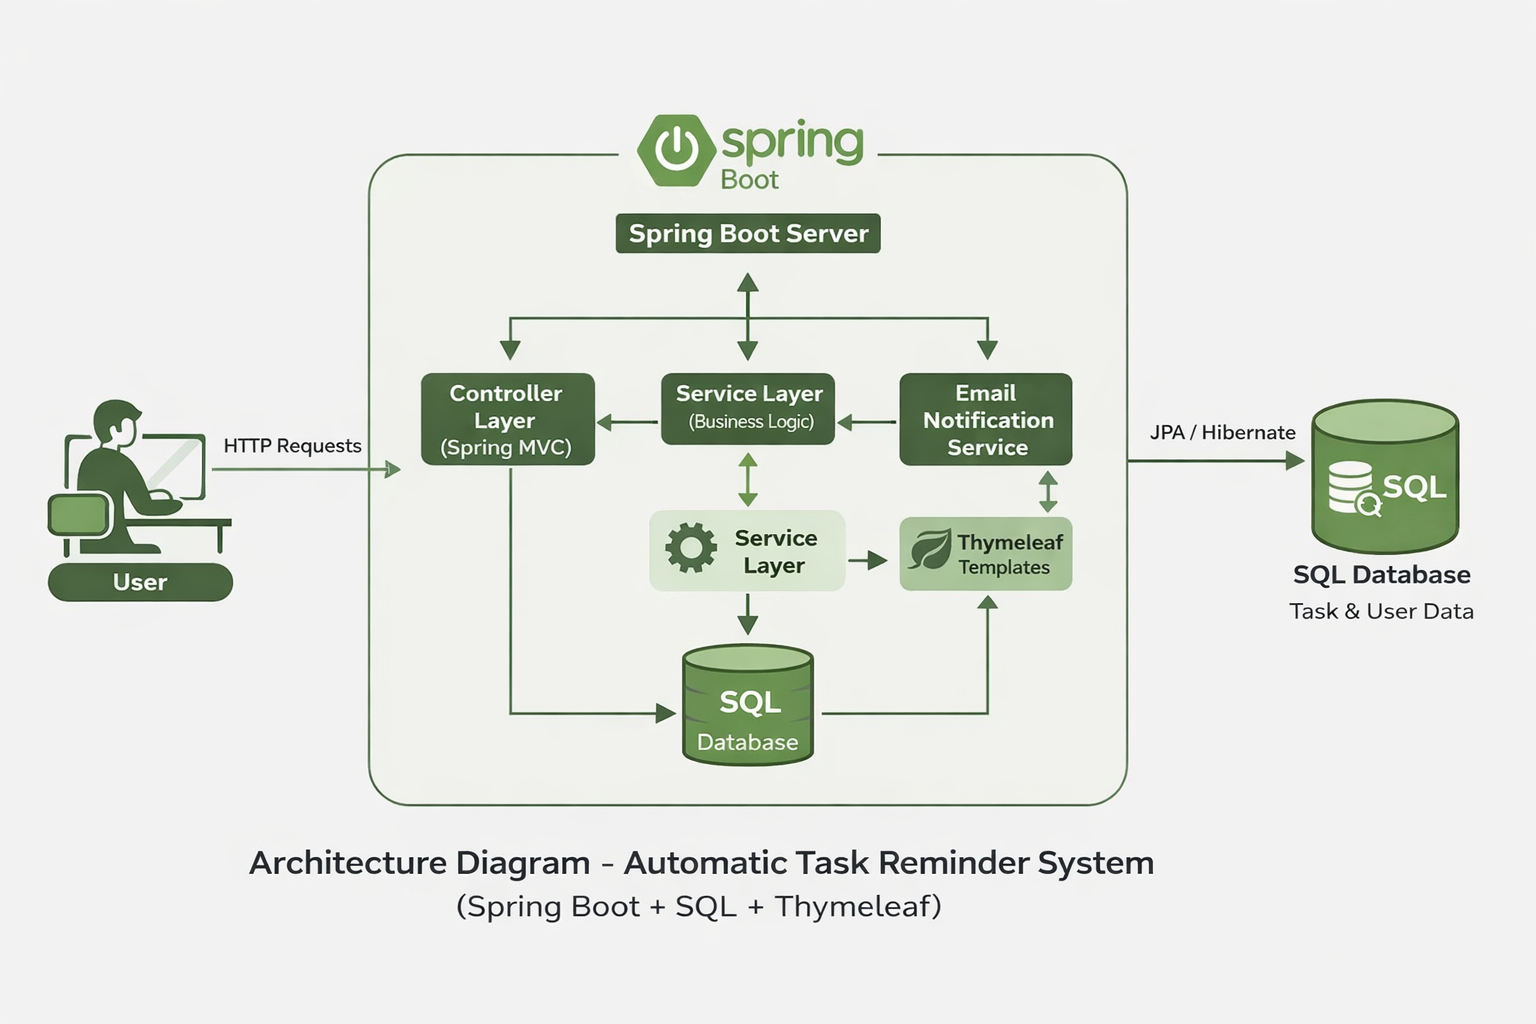 spring
Boot
Spring Boot Server
Controller
Layer
(Spring MVC)
Service Layer
(Business Logic)
Email
Notification
Service
HTTP Requests
JPA / Hibernate
SQL
SQL Database
Task & User Data
User
Service
Layer
Thymeleaf
Templates
SQL
Database
Architecture Diagram - Automatic Task Reminder System
(Spring Boot + SQL + Thymeleaf)